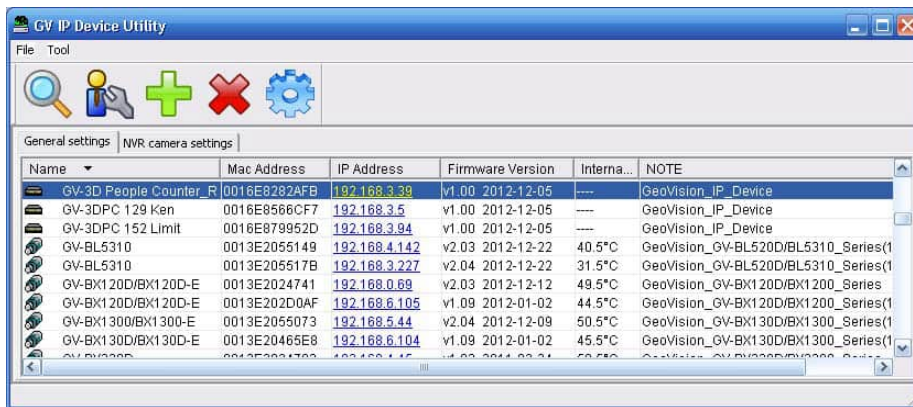 GV IP Device Utility
File Tool
General settings NVR camera settings
Name Mac Address IP Address Firmware Version Interna... NOTE
GV-3D People Counter_R 0016E8282AFB 192.168.3.39 v1.00 2012-12-05 ---- GeoVision_IP_Device
GV-3DPC 129 Ken 0016E8566CF7 192.168.3.5 v1.00 2012-12-05 ---- GeoVision_IP_Device
GV-3DPC 152 Limit 0016E879952D 192.168.3.94 v1.00 2012-12-05 ---- GeoVision_IP_Device
GV-BL5310 0013E2055149 192.168.4.142 v2.03 2012-12-22 40.5°C GeoVision_GV-BL520D/BL5310_Series(1
GV-BL5310 0013E205517B 192.168.3.227 v2.04 2012-12-22 31.5°C GeoVision_GV-BL520D/BL5310_Series(1
GV-BX120D/BX120D-E 0013E2024741 192.168.0.69 v2.03 2012-12-12 49.5°C GeoVision_GV-BX120D/BX1200_Series
GV-BX120D/BX120D-E 0013E202D0AF 192.168.6.105 v1.09 2012-01-02 44.5°C GeoVision_GV-BX120D/BX1200_Series(1
GV-BX1300/BX1300-E 0013E2055073 192.168.5.44 v2.04 2012-12-09 50.5°C GeoVision_GV-BX130D/BX1300_Series(1
GV-BX130D/BX130D-E 0013E20465E8 192.168.6.104 v1.09 2012-01-02 45.5°C GeoVision_GV-BX130D/BX1300_Series(1